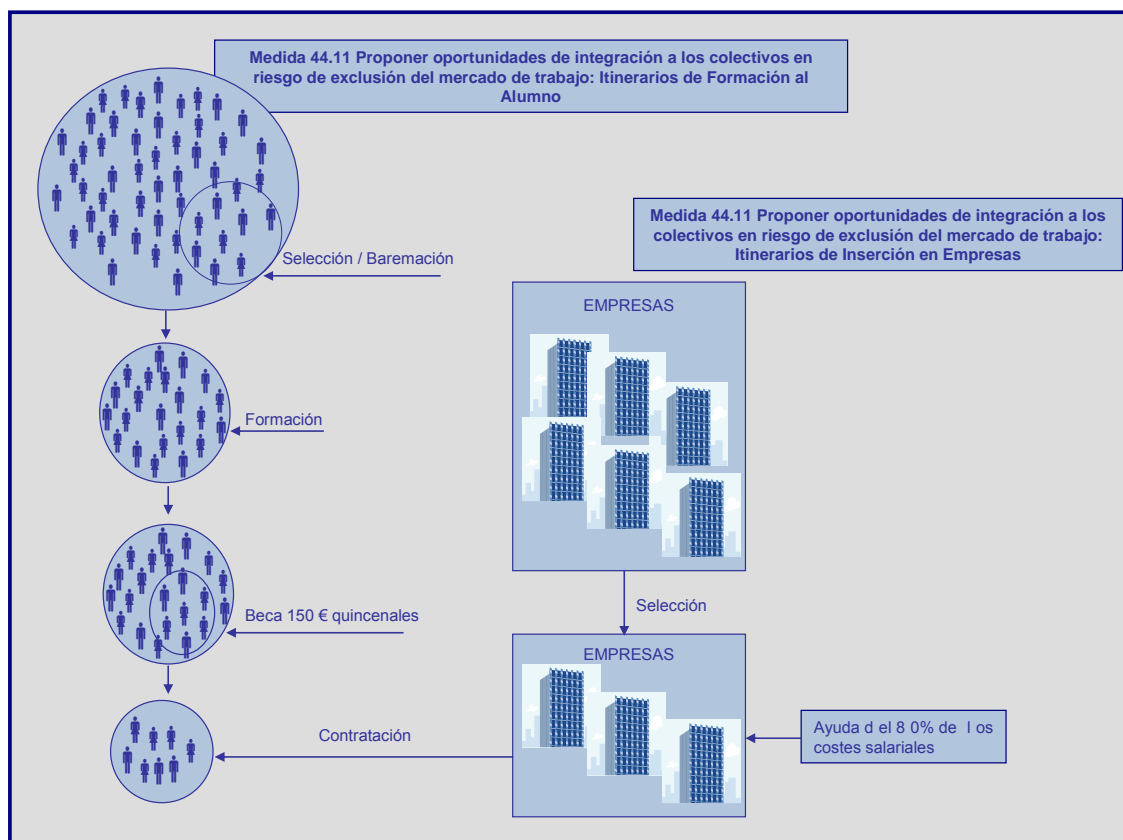 Medida 44.11 Proponer oportunidades de integración a los colectivos en
riesgo de exclusión del mercado de trabajo: Itinerarios de Formación al
Alumno
Medida 44.11 Proponer oportunidades de integración a los
colectivos en riesgo de exclusión del mercado de trabajo:
Itinerarios de Inserción en Empresas
Selección / Baremación
EMPRESAS
Formación
Selección
Beca 150 € quincenales
EMPRESAS
Ayuda d el 8 0% de l os
costes salariales
Contratación